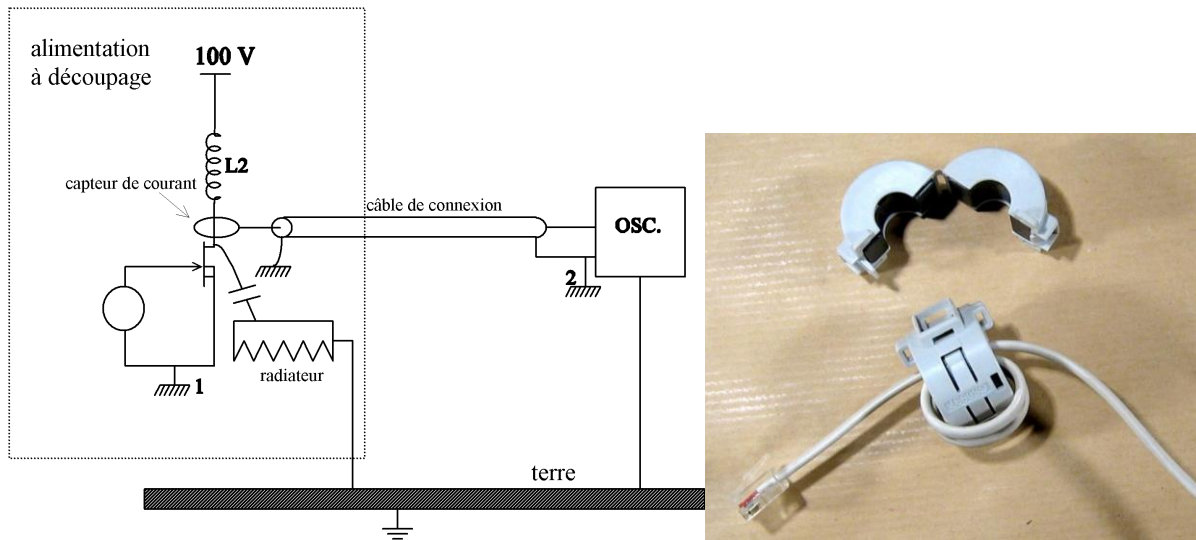 alimentation
à découpage
100 V
L2
capteur de courant
câble de connexion
OSC.
2
1
radiateur
terre